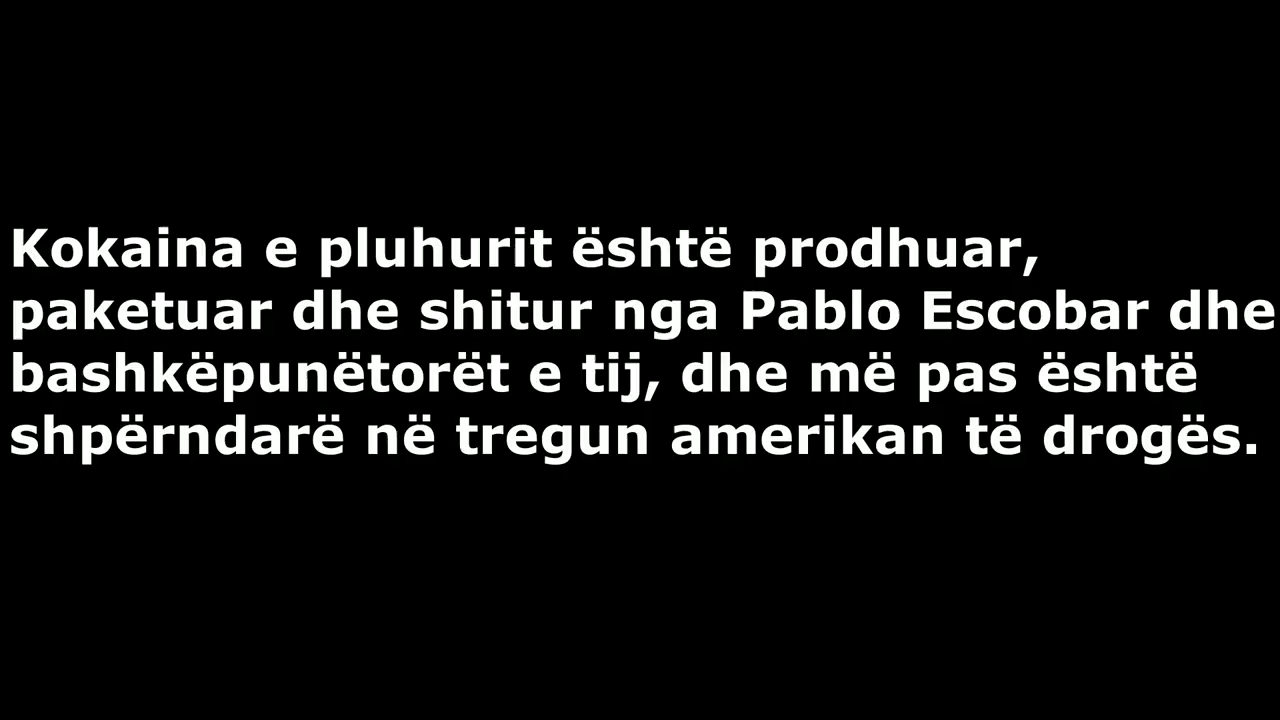 Kokaina e pluhurit është prodhuar,
paketuar dhe shitur nga Pablo Escobar dhe
bashkëpunëtorët e tij, dhe më pas është
shpërndarë në tregun amerikan të drogës.